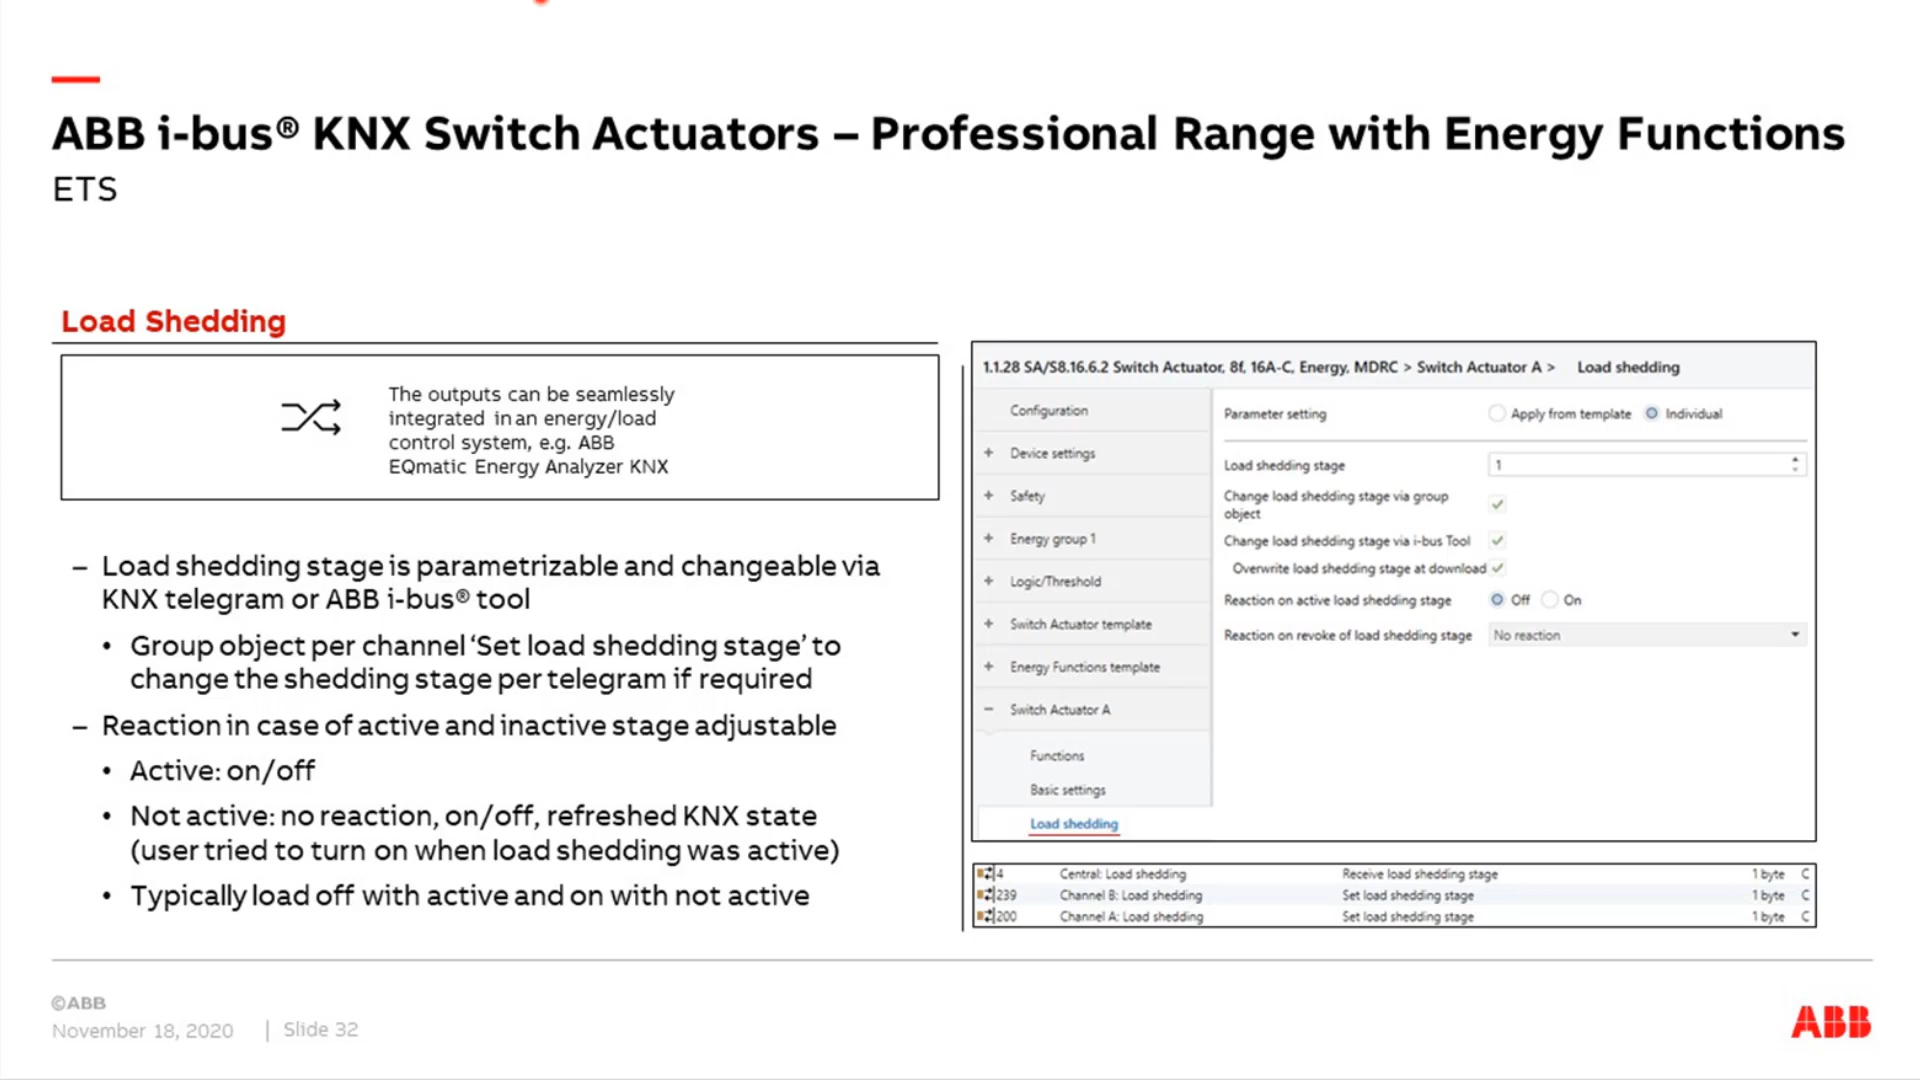 ABB i-bus® KNX Switch Actuators – Professional Range with Energy Functions
ETS
Load Shedding
The outputs can be seamlessly
integrated in an energy/load
control system, e.g. ABB
EQmatic Energy Analyzer KNX
– Load shedding stage is parametrizable and changeable via
KNX telegram or ABB i-bus® tool
• Group object per channel ‘Set load shedding stage’ to
change the shedding stage per telegram if required
– Reaction in case of active and inactive stage adjustable
• Active: on/off
• Not active: no reaction, on/off, refreshed KNX state
(user tried to turn on when load shedding was active)
• Typically load off with active and on with not active
1.1.28 SA/S8.16.6.2 Switch Actuator, 8f, 16A-C, Energy, MDRC > Switch Actuator A > Load shedding
Configuration
+ Device settings
+ Safety
+ Energy group 1
+ Logic/Threshold
+ Switch Actuator template
+ Energy Functions template
− Switch Actuator A
Functions
Basic settings
Load shedding
Parameter setting Apply from template Individual
Load shedding stage 1
Change load shedding stage via group
object
Change load shedding stage via i-bus Tool
Overwrite load shedding stage at download
Reaction on active load shedding stage Off On
Reaction on revoke of load shedding stage No reaction
4 Central: Load shedding Receive load shedding stage 1 byte C
239 Channel B: Load shedding Set load shedding stage 1 byte C
200 Channel A: Load shedding Set load shedding stage 1 byte C
©ABB
November 18, 2020 | Slide 32
ABB